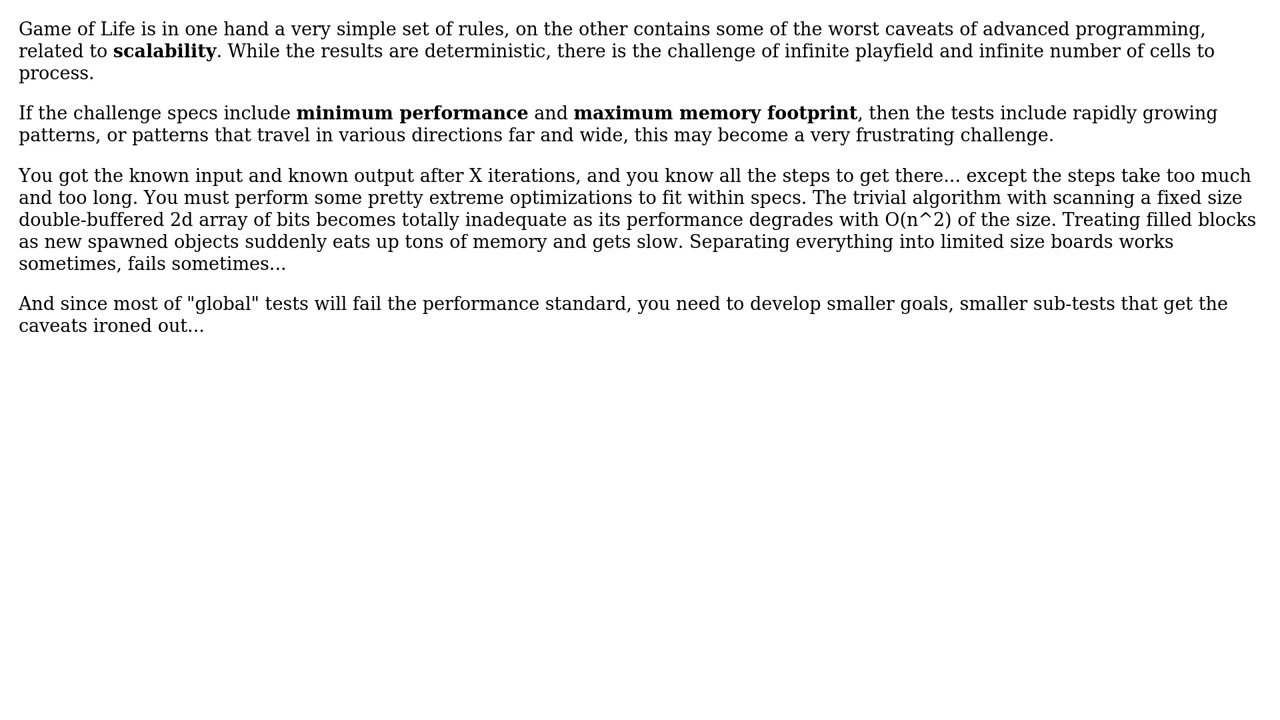 Game of Life is in one hand a very simple set of rules, on the other contains some of the worst caveats of advanced programming,
related to scalability. While the results are deterministic, there is the challenge of infinite playfield and infinite number of cells to
process.
If the challenge specs include minimum performance and maximum memory footprint, then the tests include rapidly growing
patterns, or patterns that travel in various directions far and wide, this may become a very frustrating challenge.
You got the known input and known output after X iterations, and you know all the steps to get there... except the steps take too much
and too long. You must perform some pretty extreme optimizations to fit within specs. The trivial algorithm with scanning a fixed size
double-buffered 2d array of bits becomes totally inadequate as its performance degrades with O(n^2) of the size. Treating filled blocks
as new spawned objects suddenly eats up tons of memory and gets slow. Separating everything into limited size boards works
sometimes, fails sometimes...
And since most of "global" tests will fail the performance standard, you need to develop smaller goals, smaller sub-tests that get the
caveats ironed out...